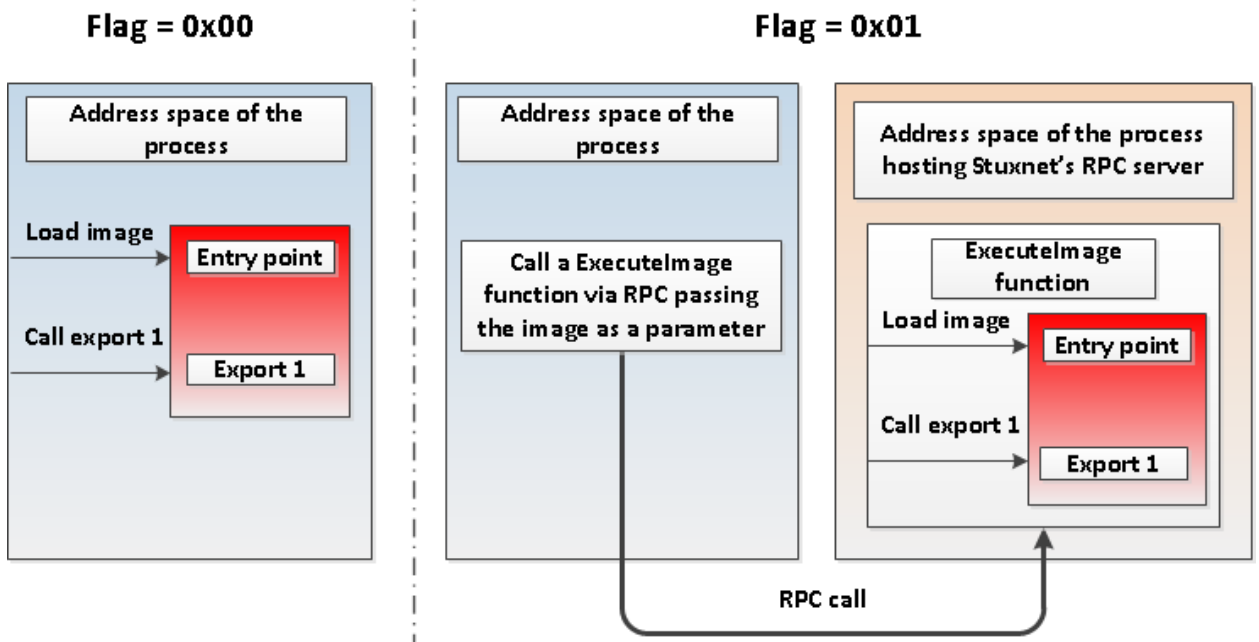 Flag = 0x00
Address space of the
process
Load image
Entry point
Call export 1
Export 1
Flag = 0x01
Address space of the
process
Call a ExecuteImage
function via RPC passing
the image as a parameter
Address space of the process
hosting Stuxnet's RPC server
ExecuteImage
function
Load image
Entry point
Call export 1
Export 1
RPC call